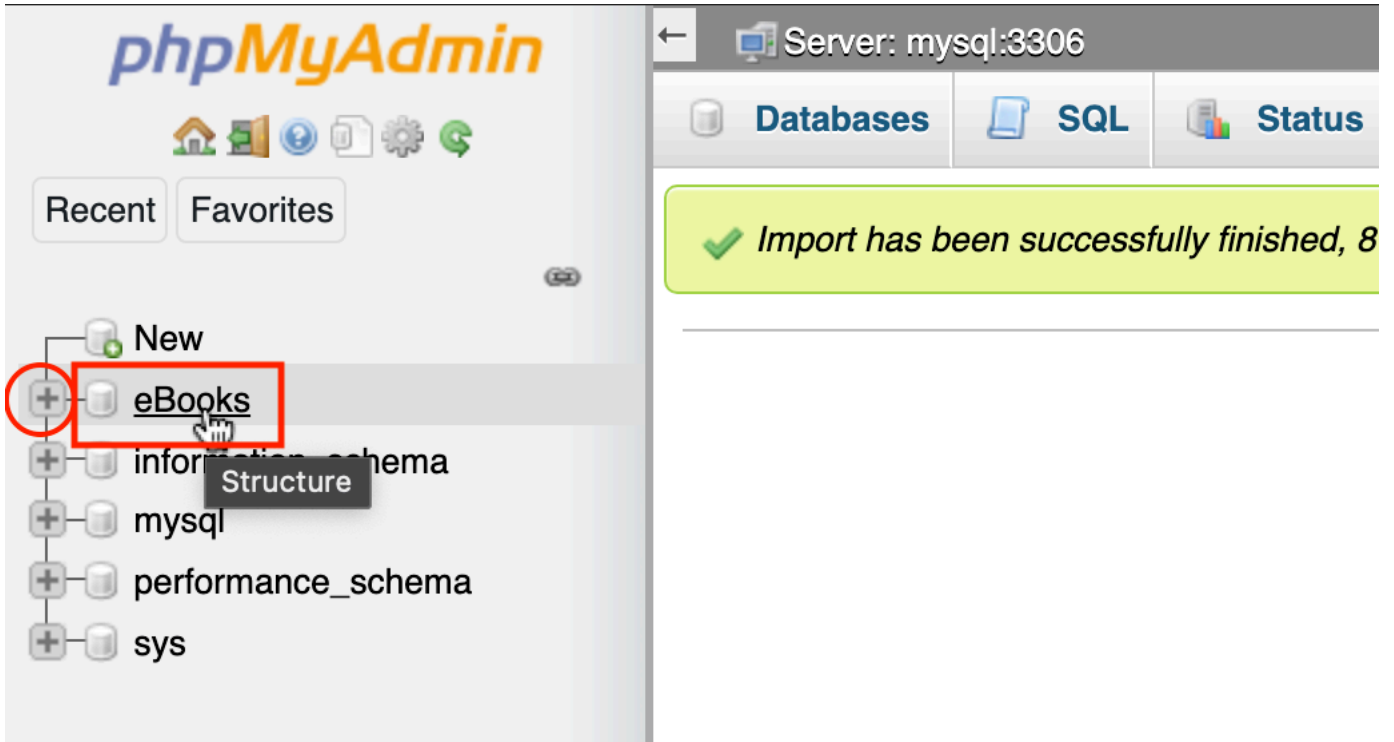 phpMyAdmin
Recent Favorites
New
eBooks
information_schema
Structure
mysql
performance_schema
sys
Server: mysql:3306
Databases SQL Status
Import has been successfully finished, 8